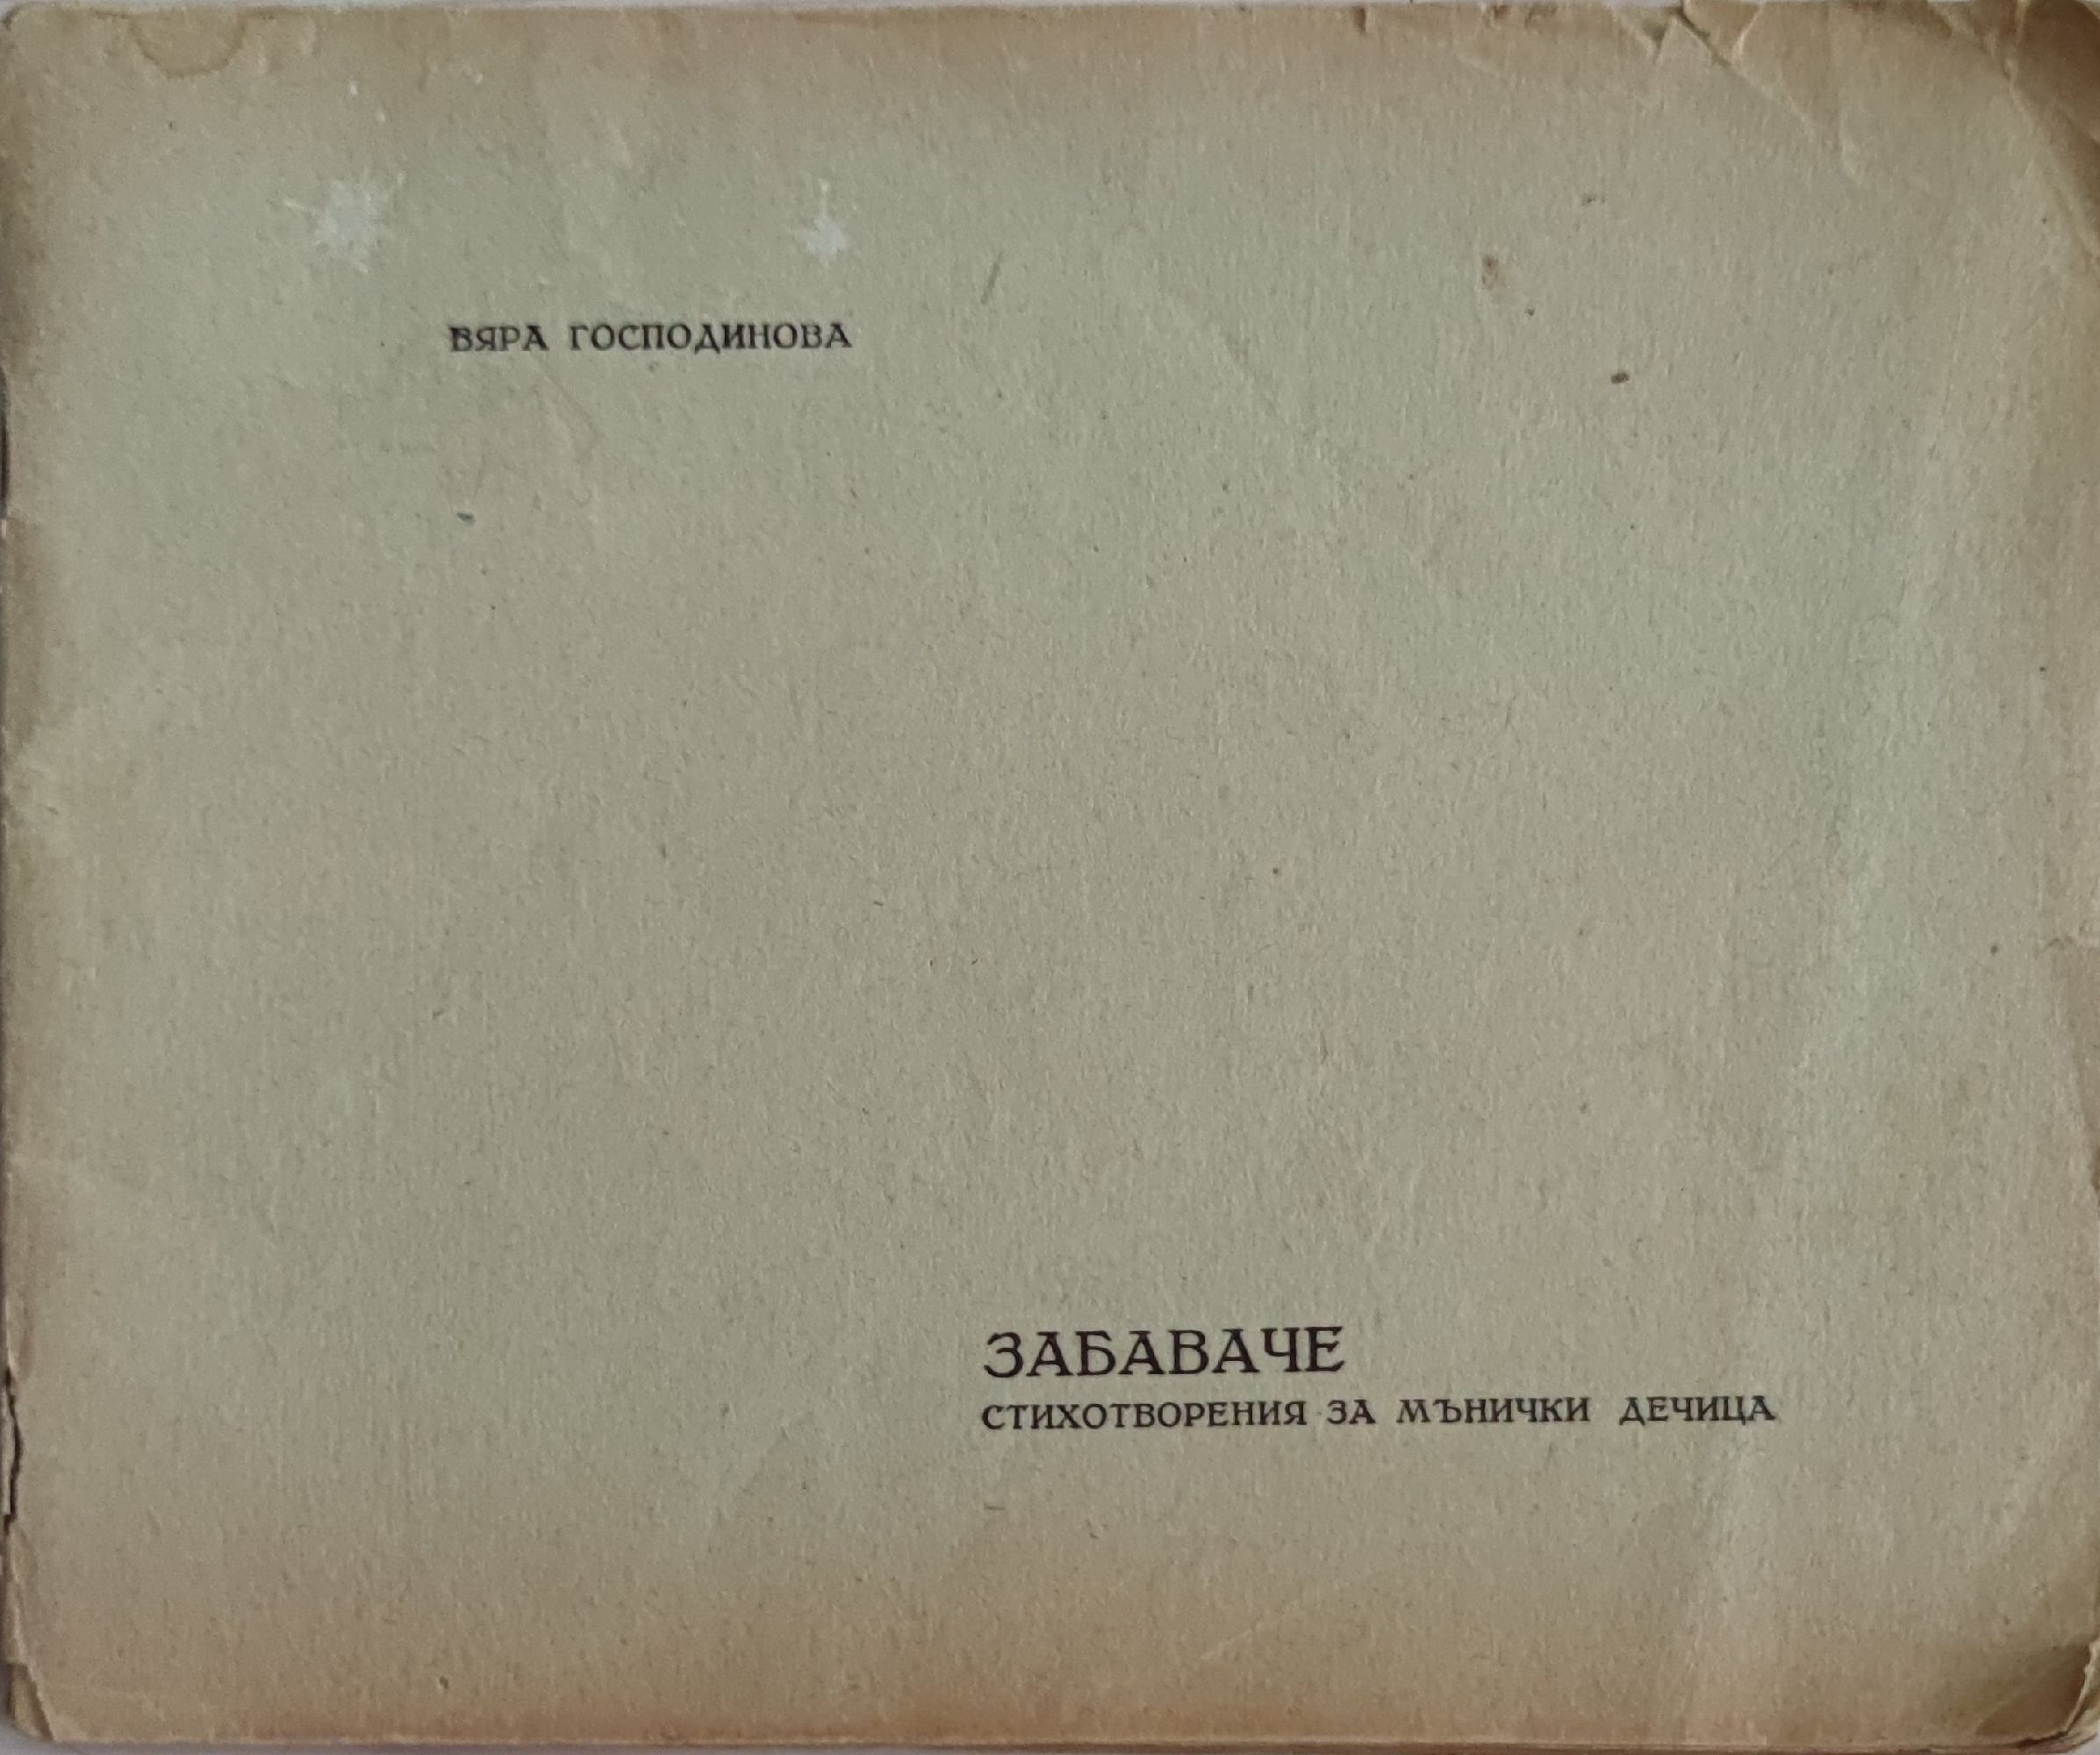 ВЯРА ГОСПОДИНОВА
ЗАБАВАЧЕ
СТИХОТВОРЕНИЯ ЗА МЪНИЧКИ ДЕЧИЦА